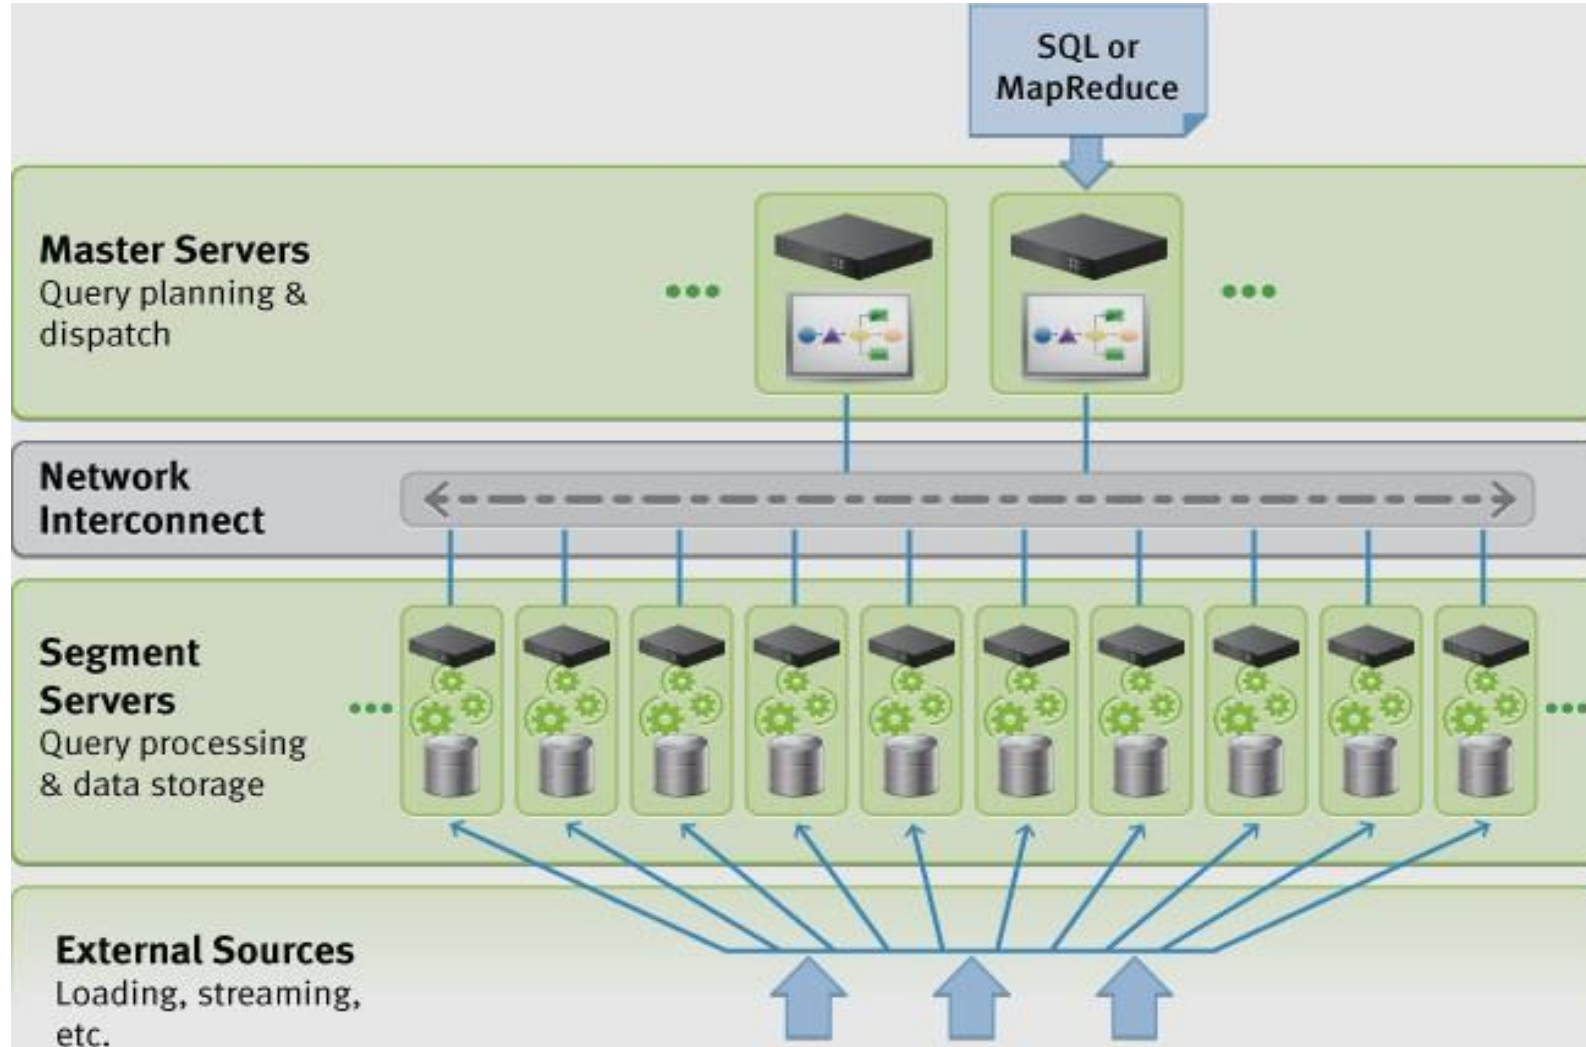 SQL or
MapReduce
Master Servers
Query planning &
dispatch
Network
Interconnect
Segment
Servers
Query processing
& data storage
External Sources
Loading, streaming,
etc.